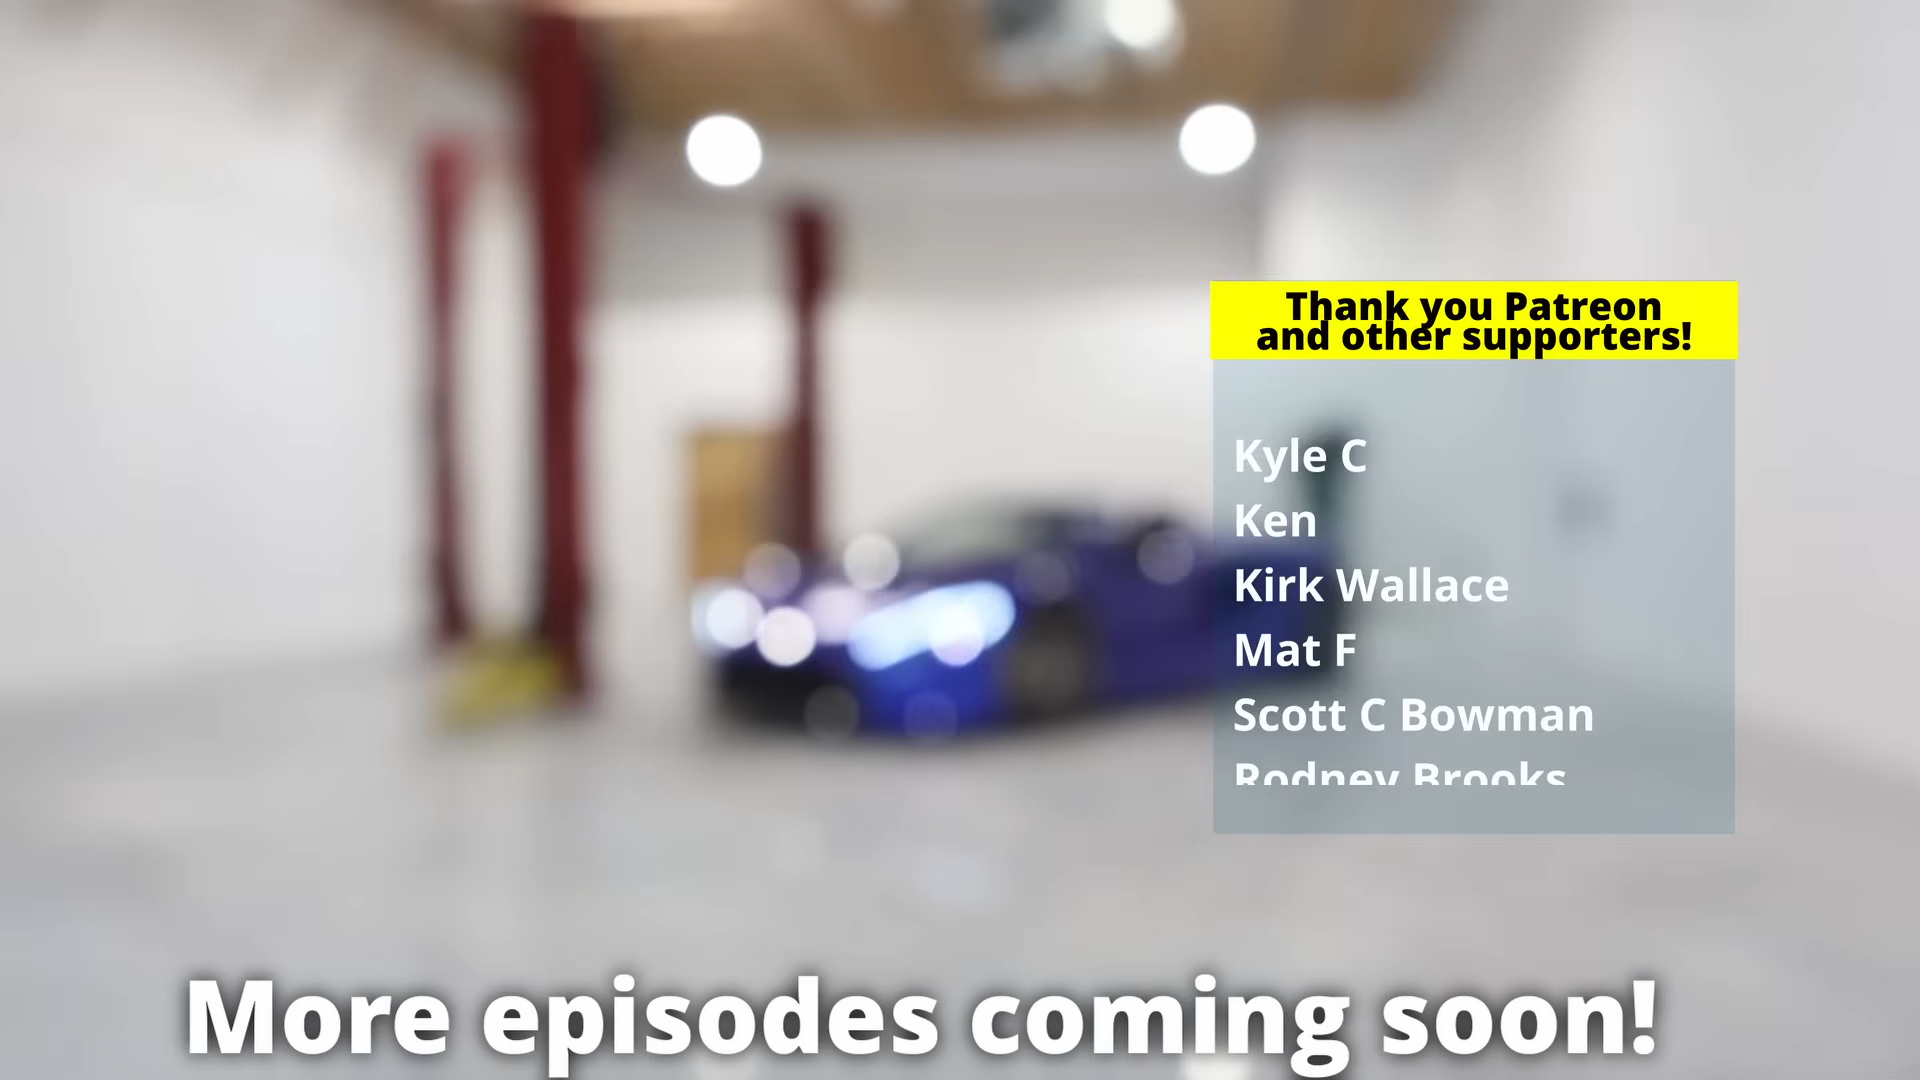 Thank you Patreon
and other supporters!
Kyle C
Ken
Kirk Wallace
Mat F
Scott C Bowman
Rodney Brooks
More episodes coming soon!